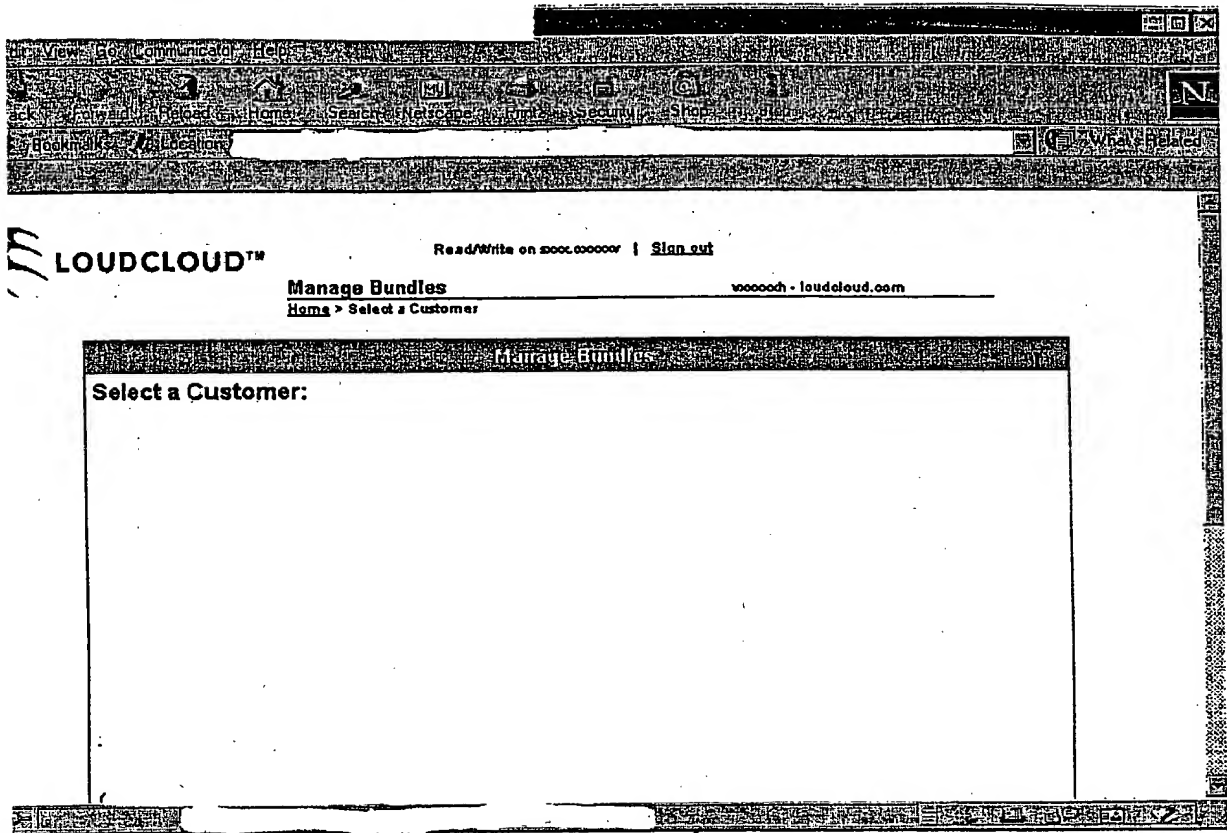 View Go Communicator Help
Forward Reload Home Search Netscape Print Security Shop
Bookmarks Location What's Related
LOUDCLOUD™
Read/Write on | Sign out
Manage Bundles
loudcloud.com
Home > Select a Customer
Manage Bundles
Select a Customer: